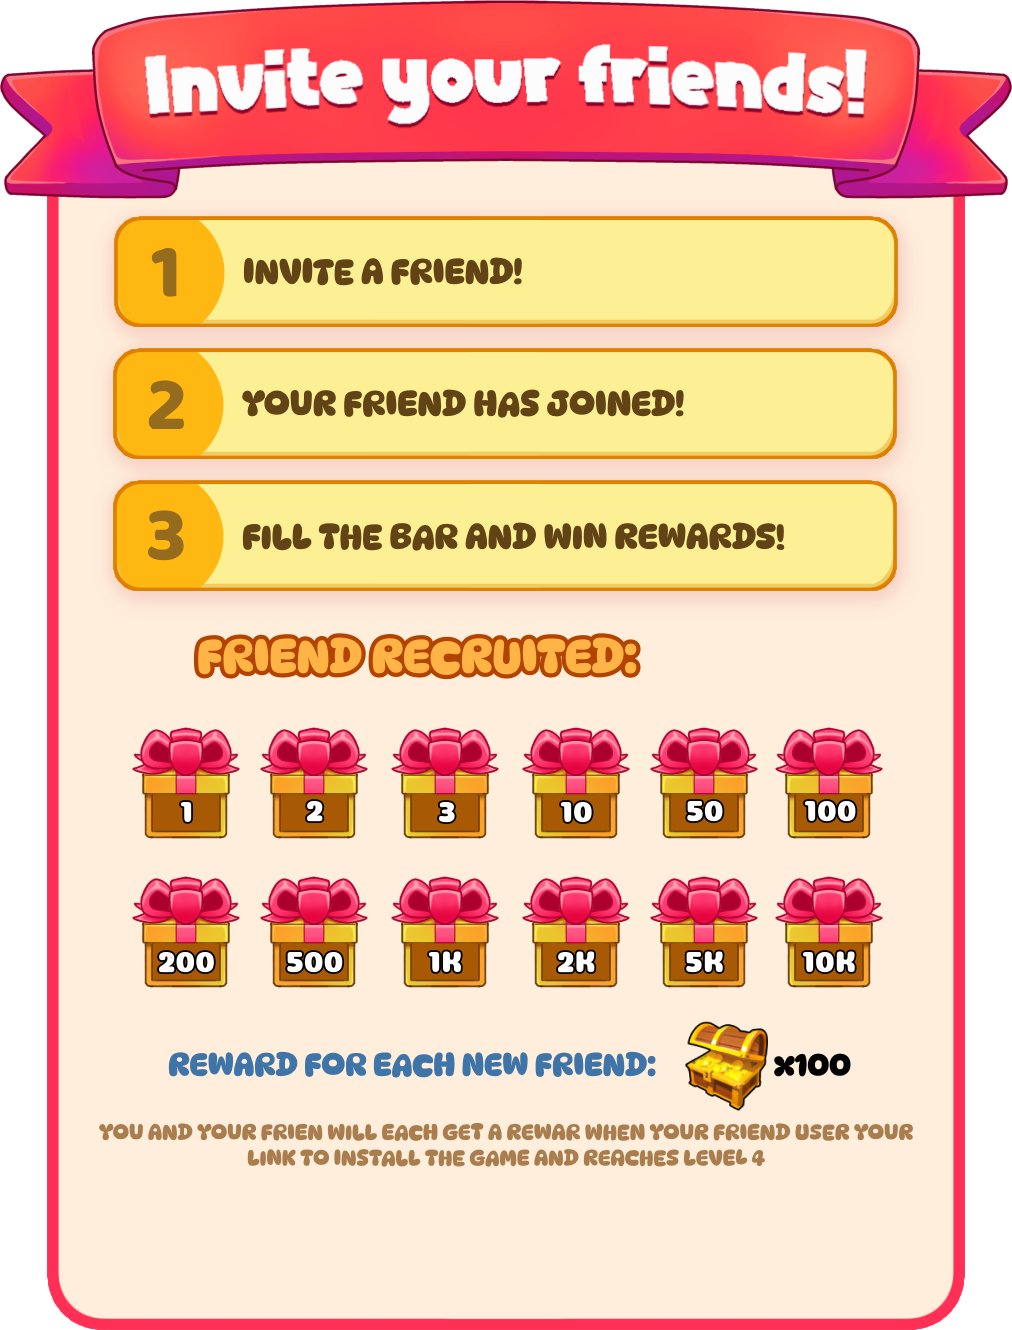 Invite your friends!
1 INVITE A FRIEND!
2 YOUR FRIEND HAS JOINED!
3 FILL THE BAR AND WIN REWARDS!
FRIEND RECRUITED:
1 2 3 10 50 100
200 500 1K 2K 5K 10K
REWARD FOR EACH NEW FRIEND: x100
YOU AND YOUR FRIEN WILL EACH GET A REWAR WHEN YOUR FRIEND USER YOUR
LINK TO INSTALL THE GAME AND REACHES LEVEL 4